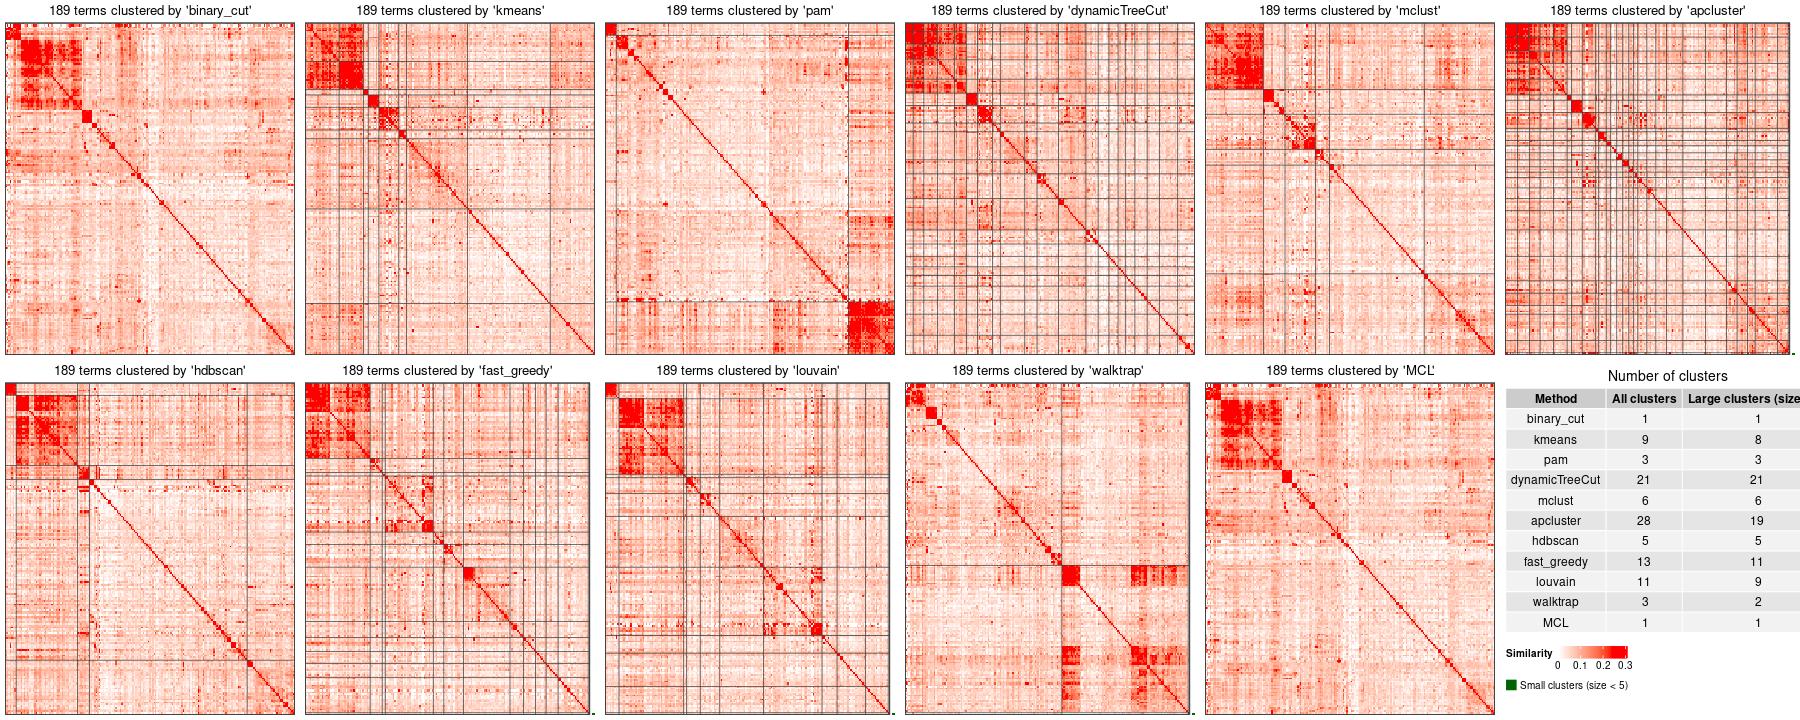 189 terms clustered by 'binary_cut'
189 terms clustered by 'kmeans'
189 terms clustered by 'pam'
189 terms clustered by 'dynamicTreeCut'
189 terms clustered by 'mclust'
189 terms clustered by 'apcluster'
189 terms clustered by 'hdbscan'
189 terms clustered by 'fast_greedy'
189 terms clustered by 'louvain'
189 terms clustered by 'walktrap'
189 terms clustered by 'MCL'
Number of clusters
Method All clusters Large clusters (size
binary_cut 1 1
kmeans 9 8
pam 3 3
dynamicTreeCut 21 21
mclust 6 6
apcluster 28 19
hdbscan 5 5
fast_greedy 13 11
louvain 11 9
walktrap 3 2
MCL 1 1
Similarity
0 0.1 0.2 0.3
Small clusters (size < 5)